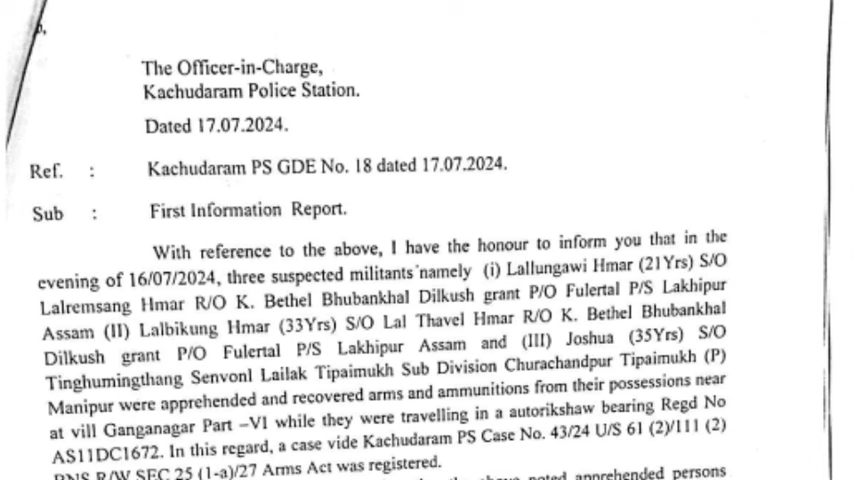 The Officer-in-Charge,
Kachudaram Police Station.
Dated 17.07.2024.
Ref. : Kachudaram PS GDE No. 18 dated 17.07.2024.
Sub : First Information Report.
With reference to the above, I have the honour to inform you that in the
evening of 16/07/2024, three suspected militants namely (i) Lallungawi Hmar (21Yrs) S/O
Lalremsang Hmar R/O K. Bethel Bhubankhal Dilkush grant P/O Fulertal P/S Lakhipur
Assam (II) Lalbikung Hmar (33Yrs) S/O Lal Thavel Hmar R/O K. Bethel Bhubankhal
Dilkush grant P/O Fulertal P/S Lakhipur Assam and (III) Joshua (35Yrs) S/O
Tinghumingthang Senvonl Lailak Tipaimukh Sub Division Churachandpur Tipaimukh (P)
Manipur were apprehended and recovered arms and ammunitions from their possessions near
at vill Ganganagar Part –VI while they were travelling in a autorikshaw bearing Regd No
AS11DC1672. In this regard, a case vide Kachudaram PS Case No. 43/24 U/S 61 (2)/111 (2)
BNS R/W SEC 25 (1-a)/27 Arms Act was registered.
the above noted apprehended persons